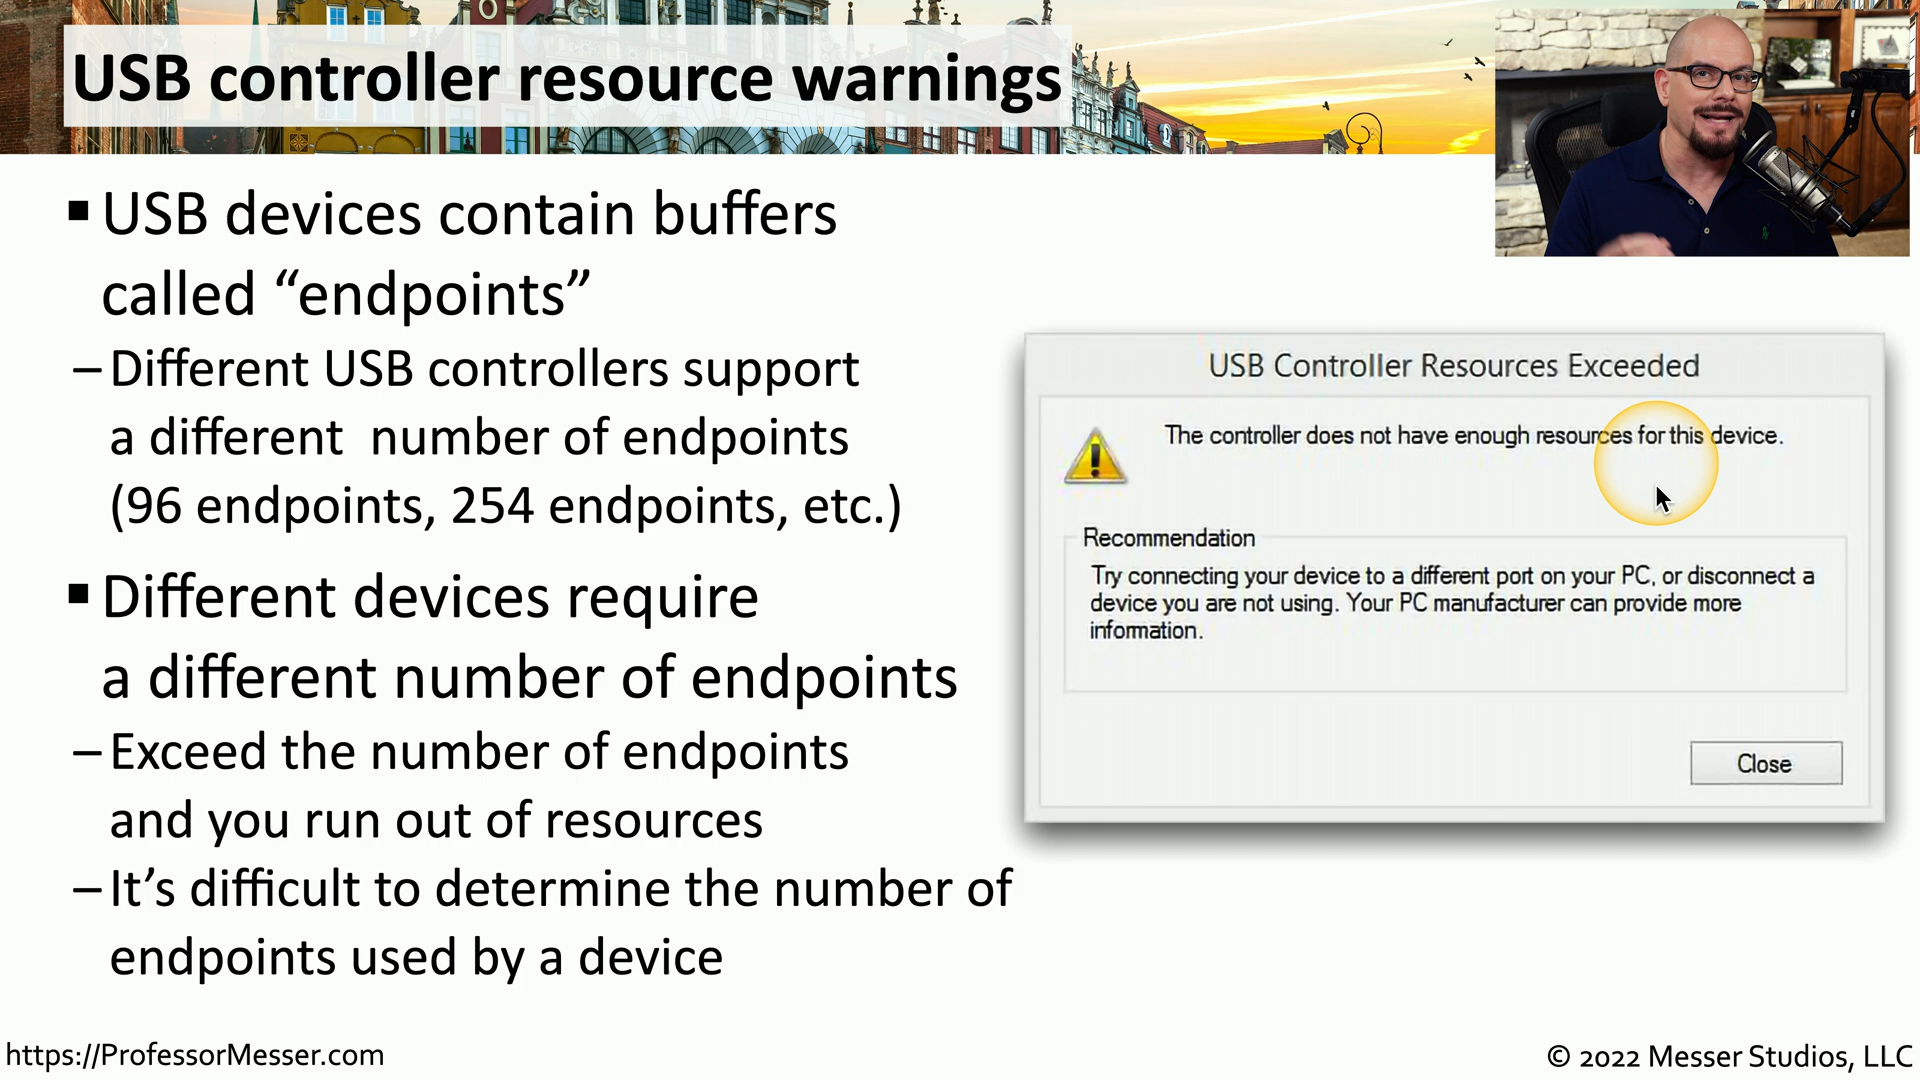 USB controller resource warnings
▪ USB devices contain buffers
called “endpoints”
– Different USB controllers support
a different  number of endpoints
(96 endpoints, 254 endpoints, etc.)
▪ Different devices require
a different number of endpoints
– Exceed the number of endpoints
and you run out of resources
– It’s difficult to determine the number of
endpoints used by a device
USB Controller Resources Exceeded
The controller does not have enough resources for this device.
Recommendation
Try connecting your device to a different port on your PC, or disconnect a
device you are not using. Your PC manufacturer can provide more
information.
Close
https://ProfessorMesser.com
© 2022 Messer Studios, LLC